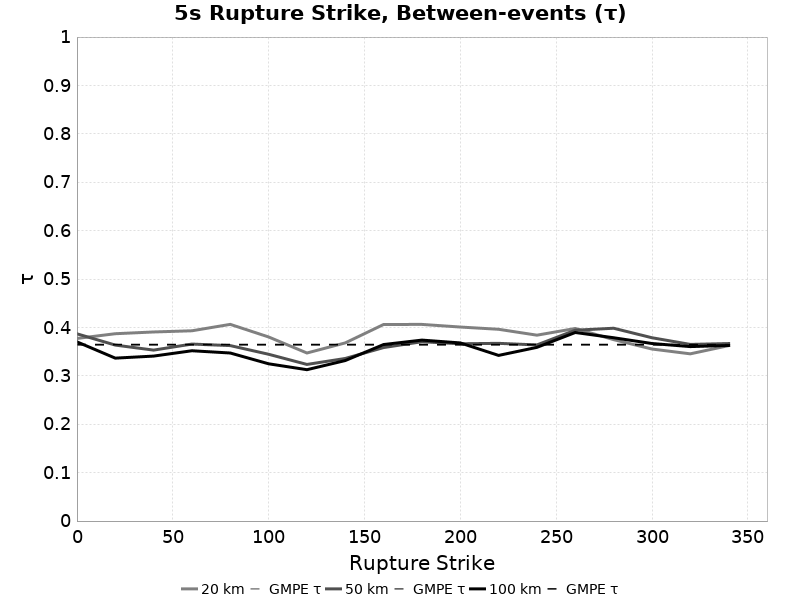 5s Rupture Strike, Between-events (τ)
1
0.9
0.8
0.7
0.6
0.5
0.4
0.3
0.2
0.1
0
τ
0 50 100 150 200 250 300 350
Rupture Strike
20 km GMPE τ 50 km GMPE τ 100 km GMPE τ